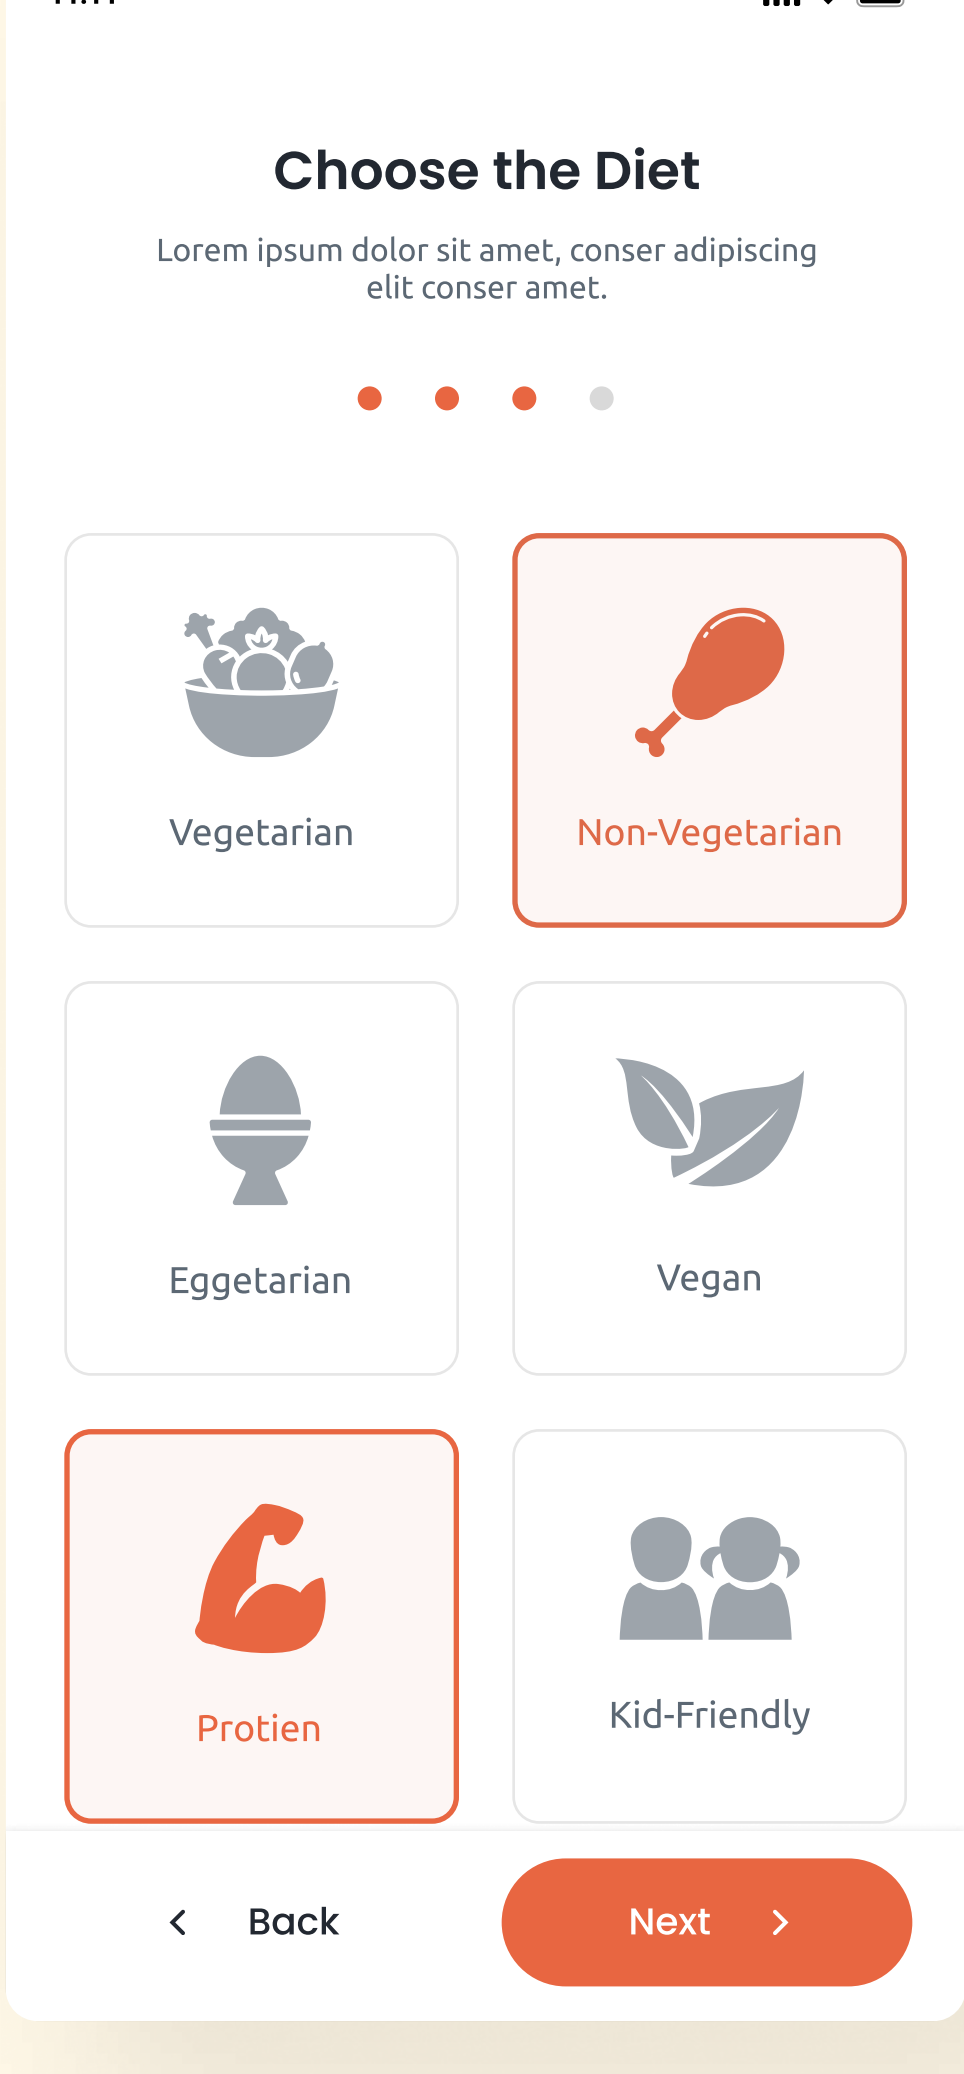 Choose the Diet
Lorem ipsum dolor sit amet, conser adipiscing
elit conser amet.
Vegetarian
Non-Vegetarian
Eggetarian
Vegan
Protien
Kid-Friendly
Back
Next